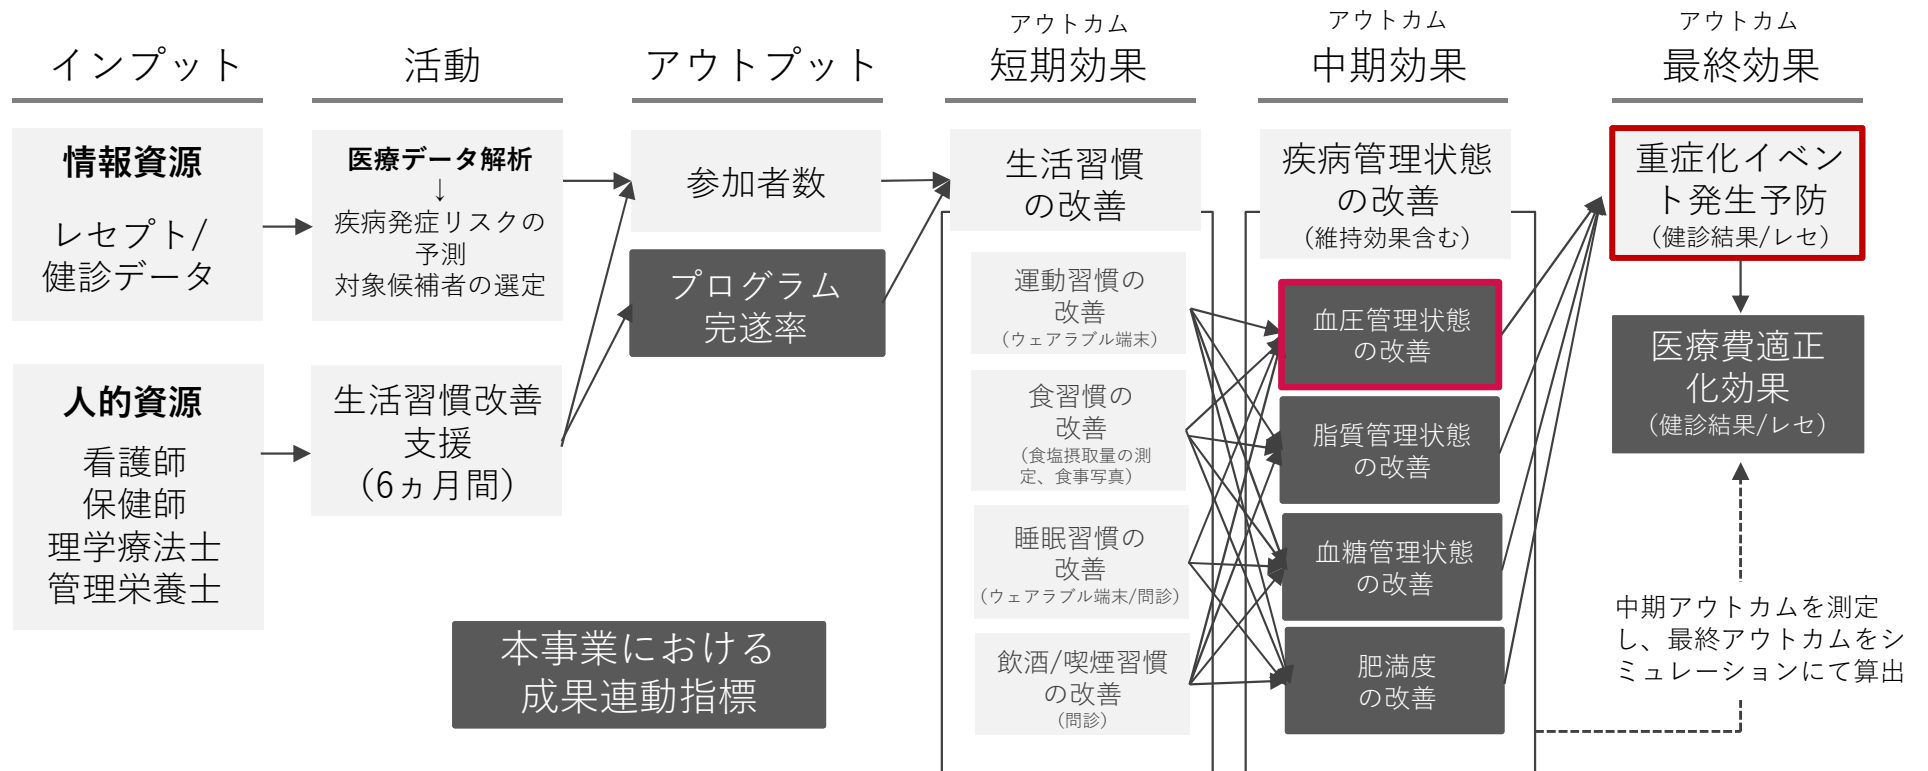 インプット
情報資源
レセプト/
健診データ
人的資源
看護師
保健師
理学療法士
管理栄養士
活動
医療データ解析
↓
疾病発症リスクの
予測
対象候補者の選定
生活習慣改善
支援
（6ヵ月間）
アウトプット
参加者数
プログラム
完遂率
本事業における
成果連動指標
アウトカム
短期効果
生活習慣
の改善
運動習慣の
改善
（ウェアラブル端末）
食習慣の
改善
（食塩摂取量の測
定、食事写真）
睡眠習慣の
改善
（ウェアラブル端末/問診）
飲酒/喫煙習慣
の改善
（問診）
アウトカム
中期効果
疾病管理状態
の改善
（維持効果含む）
血圧管理状態
の改善
脂質管理状態
の改善
血糖管理状態
の改善
肥満度
の改善
アウトカム
最終効果
重症化イベン
ト発生予防
（健診結果/レセ）
医療費適正
化効果
（健診結果/レセ）
中期アウトカムを測定
し、最終アウトカムをシ
ミュレーションにて算出